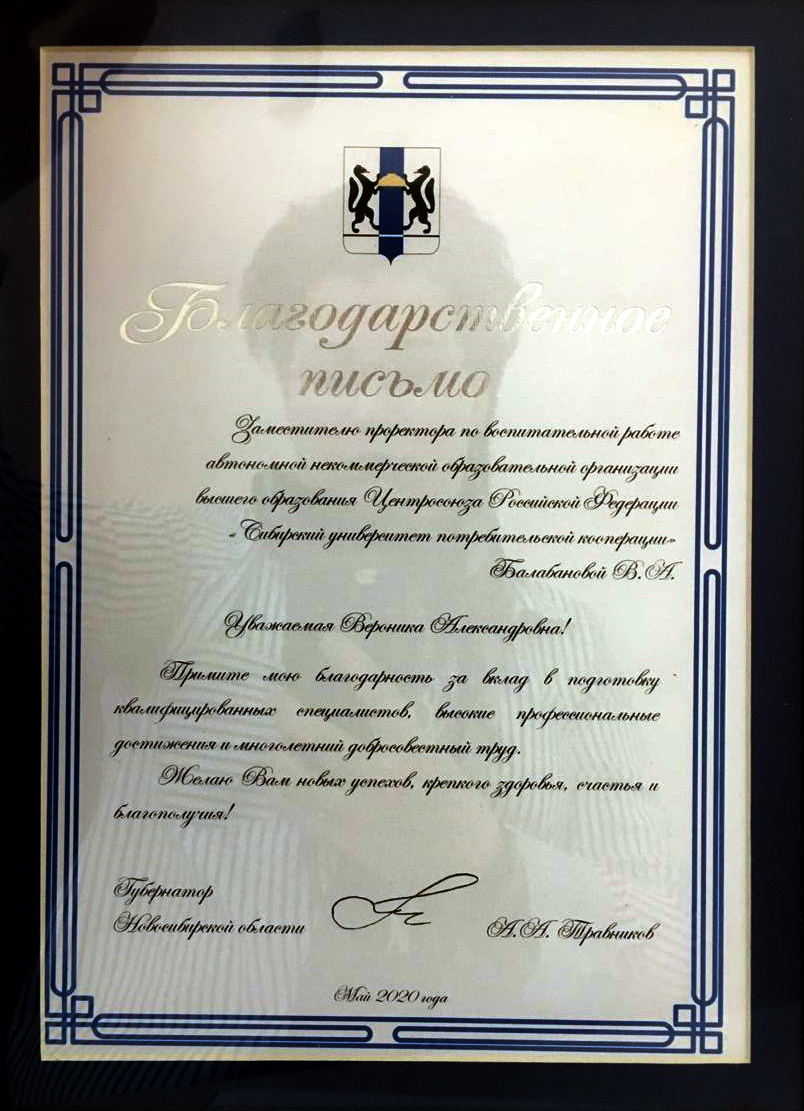 Благодарственное
письмо
Заместителю проректора по воспитательной работе
автономной некоммерческой образовательной организации
высшего образования Центросоюза Российской Федерации
«Сибирский университет потребительской кооперации»
Балабановой В.А.
Уважаемая Вероника Александровна!
Примите мою благодарность за вклад в подготовку
квалифицированных специалистов, высокие профессиональные
достижения и многолетний добросовестный труд.
Желаю Вам новых успехов, крепкого здоровья, счастья и
благополучия!
Губернатор
Новосибирской области
А.А. Травников
Май 2020 года